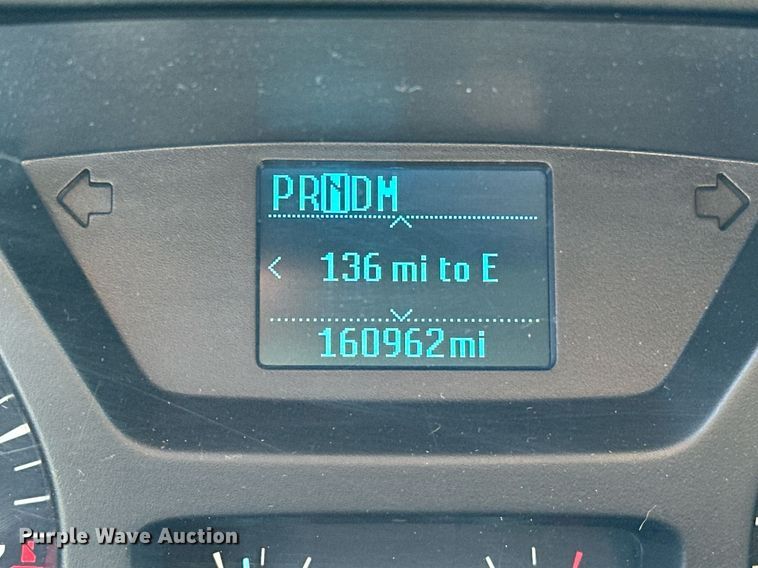 PRNDM
136 mi to E
160962mi
Purple Wave Auction